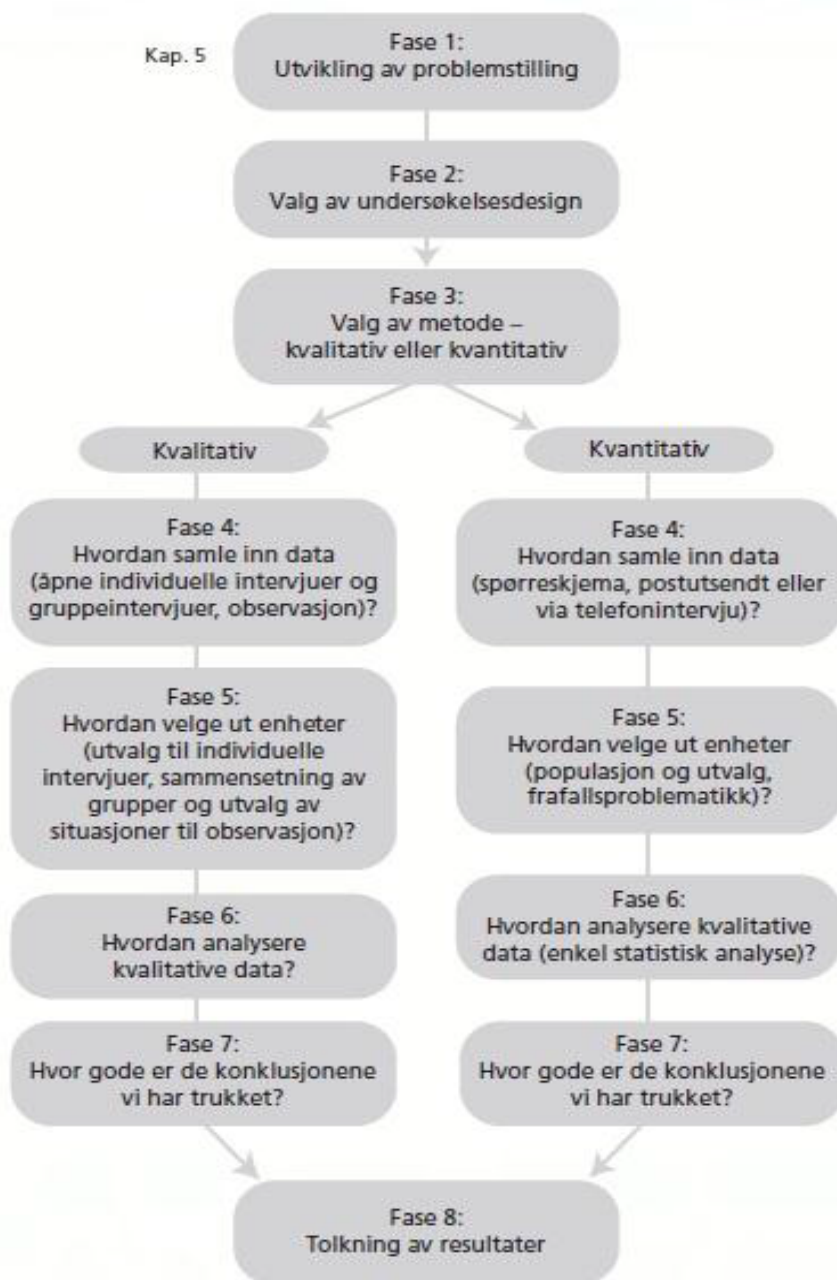 Kap. 5
Fase 1:
Utvikling av problemstilling
Fase 2:
Valg av undersøkelsesdesign
Fase 3:
Valg av metode –
kvalitativ eller kvantitativ
Kvalitativ
Fase 4:
Hvordan samle inn data
(åpne individuelle intervjuer og
gruppeintervjuer, observasjon)?
Fase 5:
Hvordan velge ut enheter
(utvalg til individuelle
intervjuer, sammensetning av
grupper og utvalg av
situasjoner til observasjon)?
Fase 6:
Hvordan analysere
kvalitative data?
Fase 7:
Hvor gode er de konklusjonene
vi har trukket?
Kvantitativ
Fase 4:
Hvordan samle inn data
(spørreskjema, postutsendt eller
via telefonintervju)?
Fase 5:
Hvordan velge ut enheter
(populasjon og utvalg,
frafallsproblematikk)?
Fase 6:
Hvordan analysere kvalitative
data (enkel statistisk analyse)?
Fase 7:
Hvor gode er de konklusjonene
vi har trukket?
Fase 8:
Tolkning av resultater